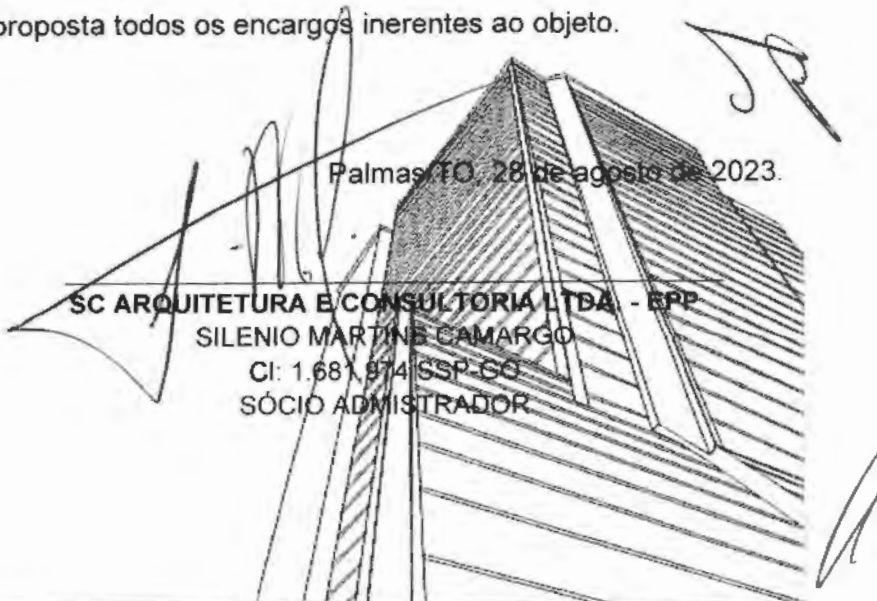 proposta todos os encargos inerentes ao objeto.
Palmas/TO, 28 de agosto de 2023.
SC ARQUITETURA E CONSULTORIA LTDA - EPP
SILENIO MARTINS CAMARGO
CI: 1.681.974 SSP-GO
SÓCIO ADMISTRADOR